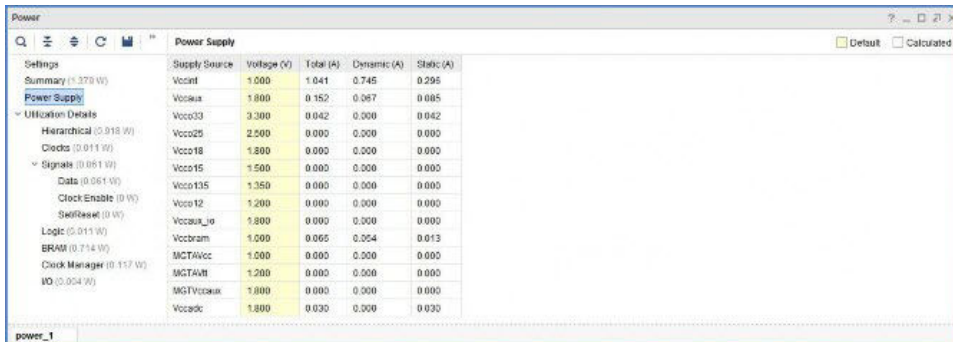 Power
Power Supply
Default Calculated
Settings
Summary (1.379 W)
Power Supply
Utilization Details
Hierarchical (0.918 W)
Clocks (0.011 W)
Signals (0.061 W)
Data (0.061 W)
Clock Enable (0 W)
Set/Reset (0 W)
Logic (0.011 W)
BRAM (0.714 W)
Clock Manager (0.117 W)
I/O (0.004 W)
Supply Source Voltage (V) Total (A) Dynamic (A) Static (A)
Vccint 1.000 1.041 0.745 0.296
Vccaux 1.800 0.152 0.067 0.085
Vcco33 3.300 0.042 0.000 0.042
Vcco25 2.500 0.000 0.000 0.000
Vcco18 1.800 0.000 0.000 0.000
Vcco15 1.500 0.000 0.000 0.000
Vcco135 1.350 0.000 0.000 0.000
Vcco12 1.200 0.000 0.000 0.000
Vccaux_io 1.800 0.000 0.000 0.000
Vccbram 1.000 0.065 0.054 0.013
MGTAVcc 1.000 0.000 0.000 0.000
MGTAVtt 1.200 0.000 0.000 0.000
MGTVccaux 1.800 0.000 0.000 0.000
Vccadc 1.800 0.030 0.000 0.030
power_1